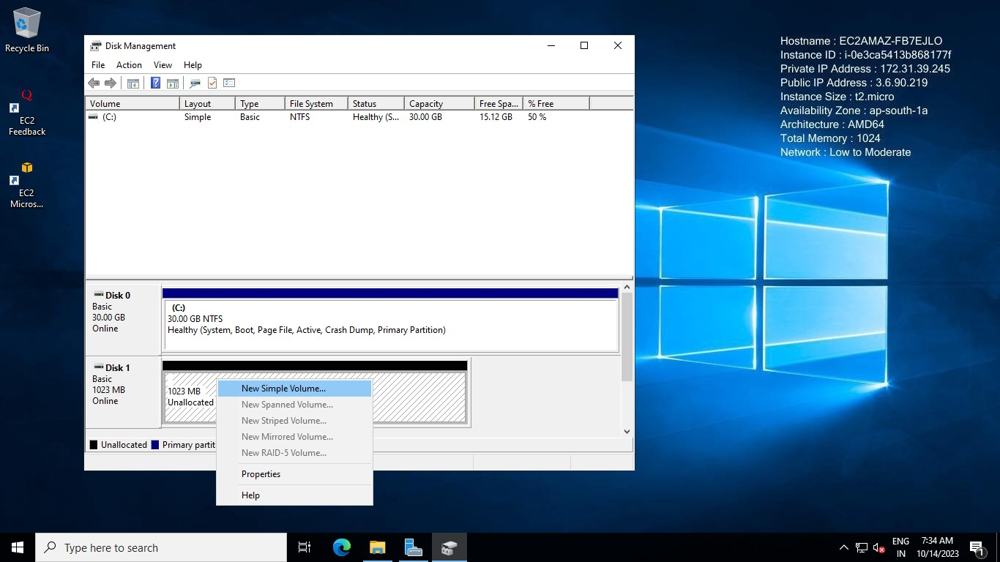 Recycle Bin
EC2
Feedback
EC2
Micros...
Hostname : EC2AMAZ-FB7EJLO
Instance ID : i-0e3ca5413b868177f
Private IP Address : 172.31.39.245
Public IP Address : 3.6.90.219
Instance Size : t2.micro
Availability Zone : ap-south-1a
Architecture : AMD64
Total Memory : 1024
Network : Low to Moderate
Disk Management
File Action View Help
Volume Layout Type File System Status Capacity Free Spa... % Free
(C:) Simple Basic NTFS Healthy (S... 30.00 GB 15.12 GB 50 %
Disk 0
Basic
30.00 GB
Online
(C:)
30.00 GB NTFS
Healthy (System, Boot, Page File, Active, Crash Dump, Primary Partition)
Disk 1
Basic
1023 MB
Online
1023 MB
Unallocated
New Simple Volume...
New Spanned Volume...
New Striped Volume...
New Mirrored Volume...
New RAID-5 Volume...
Properties
Help
Unallocated Primary partit
Type here to search
ENG
IN
7:34 AM
10/14/2023
1